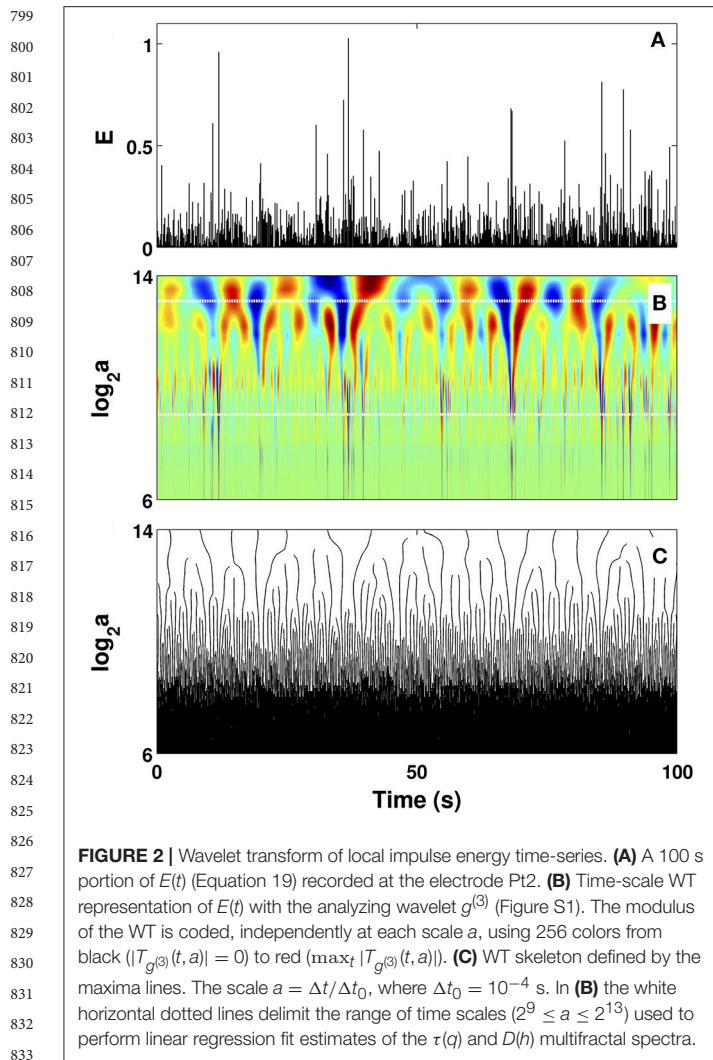 799
800
801
802
803
804
805
806
807
808
809
810
811
812
813
814
815
816
817
818
819
820
821
822
823
824
825
826
827
828
829
830
831
832
833
A
1
0.5
0
E
B
14
6
log₂a
C
14
6
log₂a
0 50 100
Time (s)
FIGURE 2 | Wavelet transform of local impulse energy time-series. (A) A 100 s
portion of E(t) (Equation 19) recorded at the electrode Pt2. (B) Time-scale WT
representation of E(t) with the analyzing wavelet g⁽³⁾ (Figure S1). The modulus
of the WT is coded, independently at each scale a, using 256 colors from
black (|T_g⁽³⁾(t, a)| = 0) to red (max_t |T_g⁽³⁾(t, a)|). (C) WT skeleton defined by the
maxima lines. The scale a = Δt/Δt₀, where Δt₀ = 10⁻⁴ s. In (B) the white
horizontal dotted lines delimit the range of time scales (2⁹ ≤ a ≤ 2¹³) used to
perform linear regression fit estimates of the τ(q) and D(h) multifractal spectra.